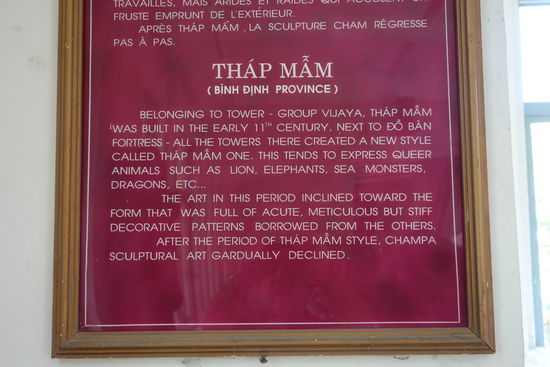 TRAVAILLÉS, MAIS ARIDES ET RAIDES QUI ACCUSENT UN
FRUSTE EMPRUNT DE L'EXTÉRIEUR.
APRÈS THÁP MẪM , LA SCULPTURE CHAM RÉGRESSE
PAS À PAS.
THÁP MẪM
( BÌNH ĐỊNH PROVINCE )
BELONGING TO TOWER - GROUP VIJAYA, THÁP MẪM
WAS BUILT IN THE EARLY 11TH CENTURY, NEXT TO ĐỒ BÀN
FORTRESS - ALL THE TOWERS THERE CREATED A NEW STYLE
CALLED THÁP MẪM ONE. THIS TENDS TO EXPRESS QUEER
ANIMALS SUCH AS LION, ELEPHANTS, SEA MONSTERS,
DRAGONS, ETC...
THE ART IN THIS PERIOD INCLINED TOWARD THE
FORM THAT WAS FULL OF ACUTE, METICULOUS BUT STIFF
DECORATIVE PATTERNS BORROWED FROM THE OTHERS.
AFTER THE PERIOD OF THÁP MẪM STYLE, CHAMPA
SCULPTURAL ART GARDUALLY DECLINED.